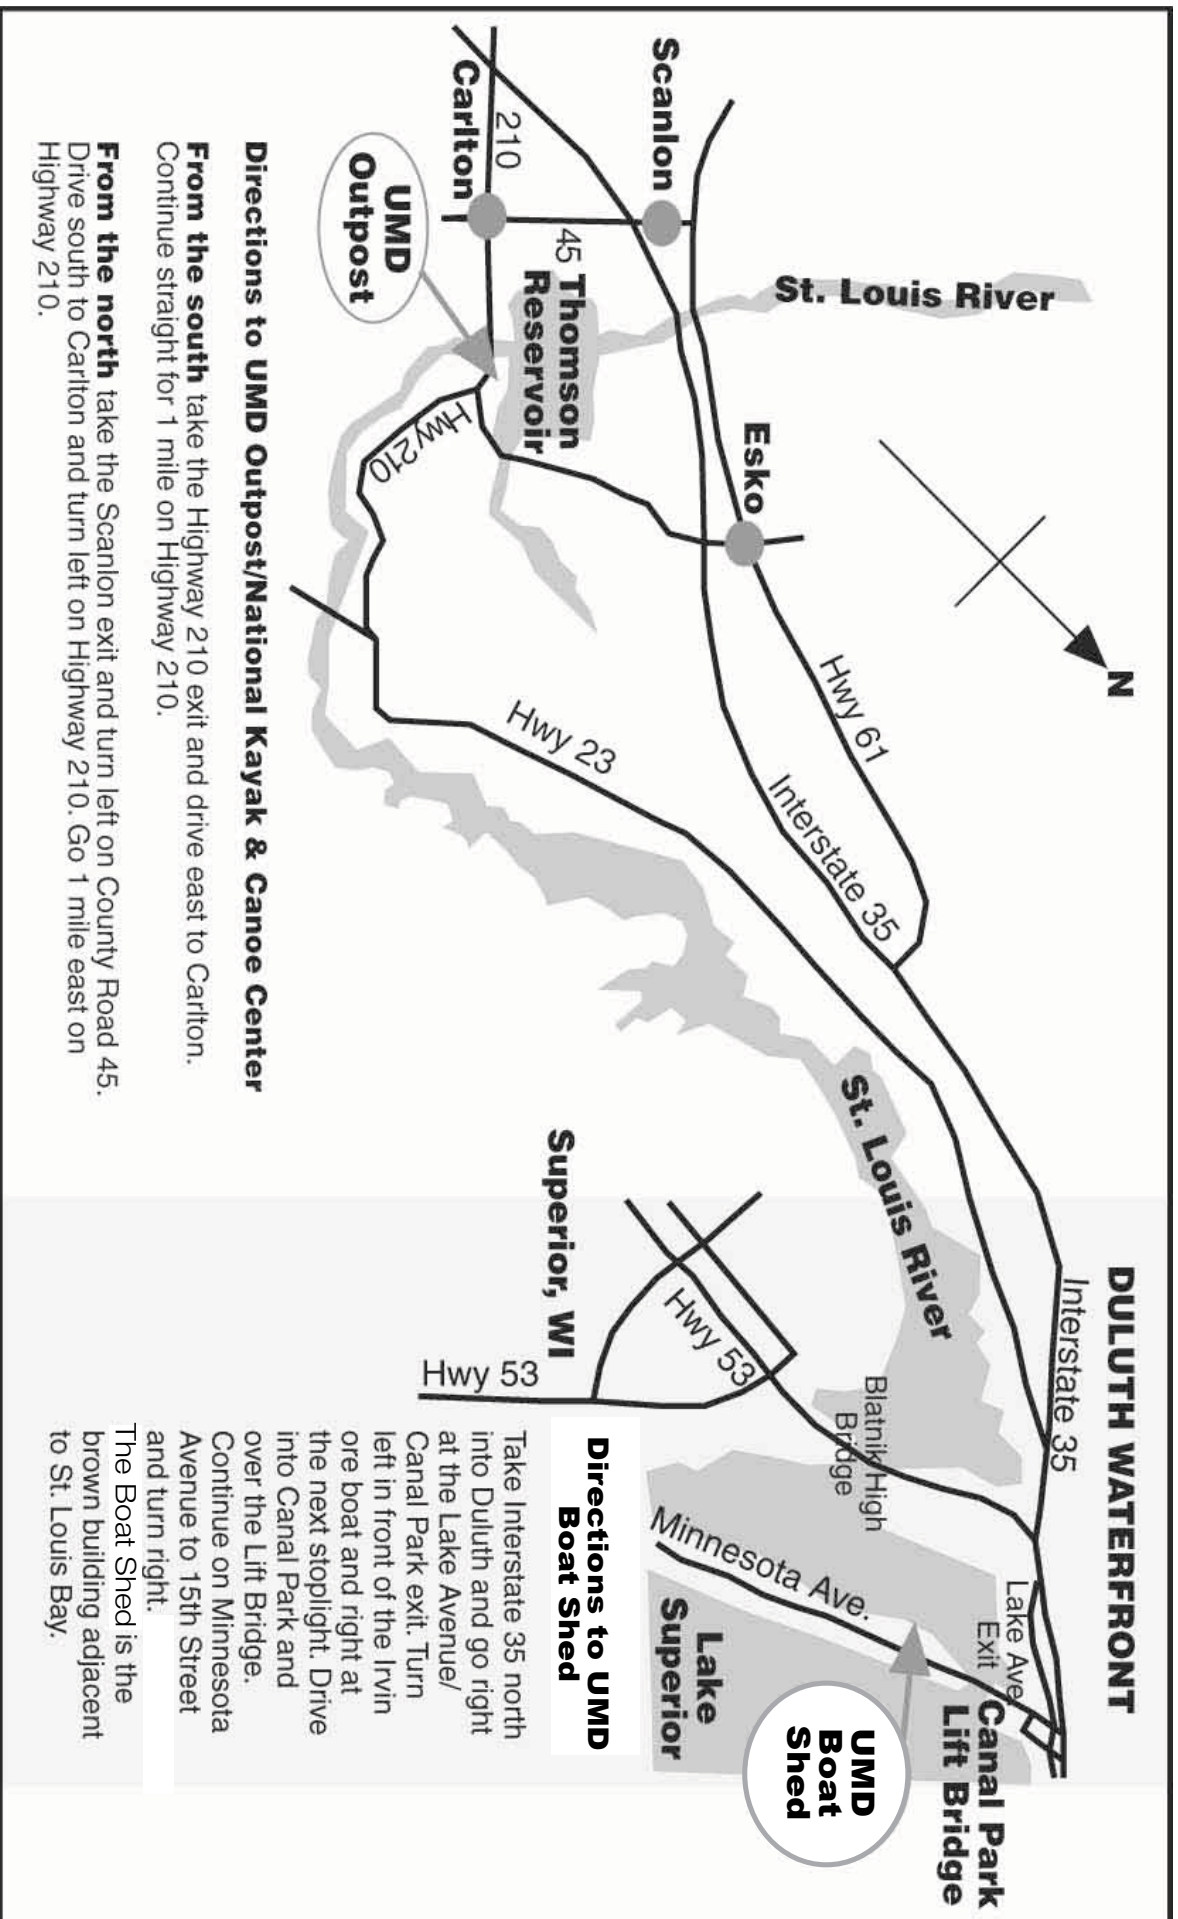 DULUTH WATERFRONT
N
St. Louis River
Scanlon
Esko
Hwy 61
Interstate 35
Interstate 35
Carlton
210
45
Thomson
Reservoir
UMD
Outpost
Hwy210
Hwy 23
St. Louis River
Superior, WI
Hwy 53
Hwy 53
Blatnik High
Bridge
Minnesota Ave.
Lake Ave.
Exit
Canal Park
Lift Bridge
Lake
Superior
UMD
Boat
Shed
Directions to UMD Outpost/National Kayak & Canoe Center
From the south take the Highway 210 exit and drive east to Carlton.
Continue straight for 1 mile on Highway 210.
From the north take the Scanlon exit and turn left on County Road 45.
Drive south to Carlton and turn left on Highway 210. Go 1 mile east on
Highway 210.
Directions to UMD
Boat Shed
Take Interstate 35 north
into Duluth and go right
at the Lake Avenue/
Canal Park exit. Turn
left in front of the Irvin
ore boat and right at
the next stoplight. Drive
into Canal Park and
over the Lift Bridge.
Continue on Minnesota
Avenue to 15th Street
and turn right.
The Boat Shed is the
brown building adjacent
to St. Louis Bay.